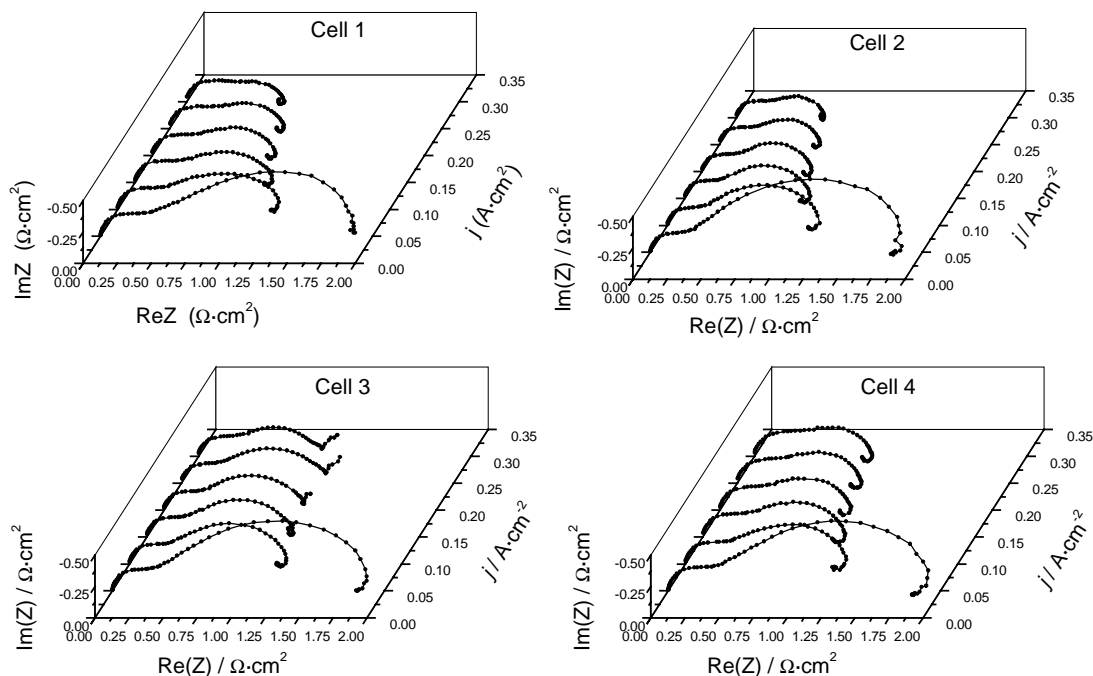 Cell 1
0.35
0.30
0.25
0.20
0.15
0.10
0.05
0.00
j (A·cm²)
-0.50
-0.25
0.00
ImZ (Ω·cm²)
0.00 0.25 0.50 0.75 1.00 1.25 1.50 1.75 2.00
ReZ (Ω·cm²)
Cell 2
0.35
0.30
0.25
0.20
0.15
0.10
0.05
0.00
j / A·cm⁻²
-0.50
-0.25
0.00
Im(Z) / Ω·cm²
0.00 0.25 0.50 0.75 1.00 1.25 1.50 1.75 2.00
Re(Z) / Ω·cm²
Cell 3
0.35
0.30
0.25
0.20
0.15
0.10
0.05
0.00
j / A·cm⁻²
-0.50
-0.25
0.00
Im(Z) / Ω·cm²
0.00 0.25 0.50 0.75 1.00 1.25 1.50 1.75 2.00
Re(Z) / Ω·cm²
Cell 4
0.35
0.30
0.25
0.20
0.15
0.10
0.05
0.00
j / A·cm⁻²
-0.50
-0.25
0.00
Im(Z) / Ω·cm²
0.00 0.25 0.50 0.75 1.00 1.25 1.50 1.75 2.00
Re(Z) / Ω·cm²